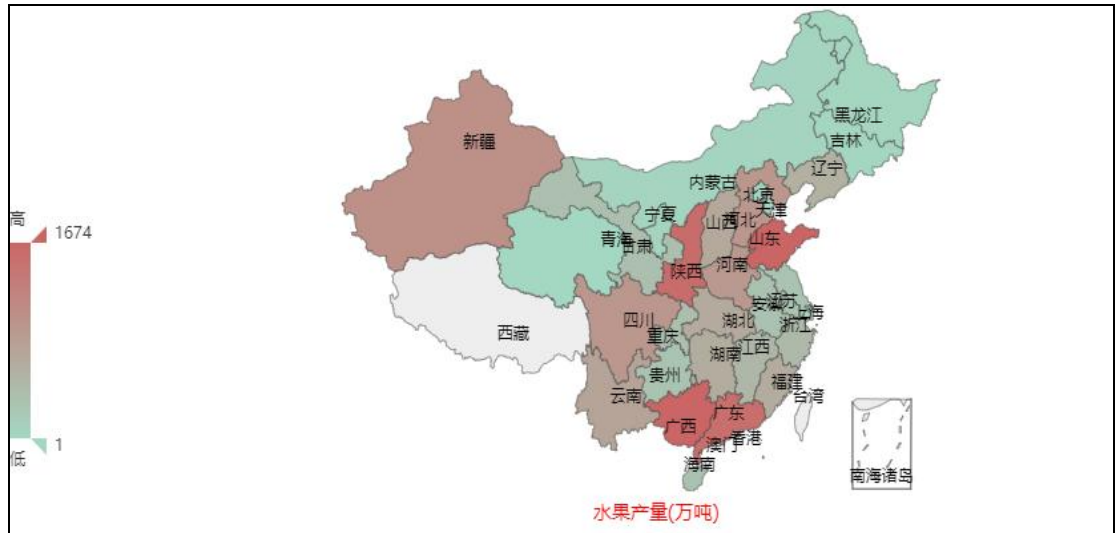 黑龙江
吉林
新疆
辽宁
内蒙古
北京
天津
宁夏
山西
河北
高
1674
青海
甘肃
山东
陕西
河南
安徽
江苏
上海
西藏
四川
重庆
湖北
浙江
湖南
江西
贵州
福建
云南
台湾
广西
广东
香港
澳门
1
低
海南
南海诸岛
水果产量(万吨)